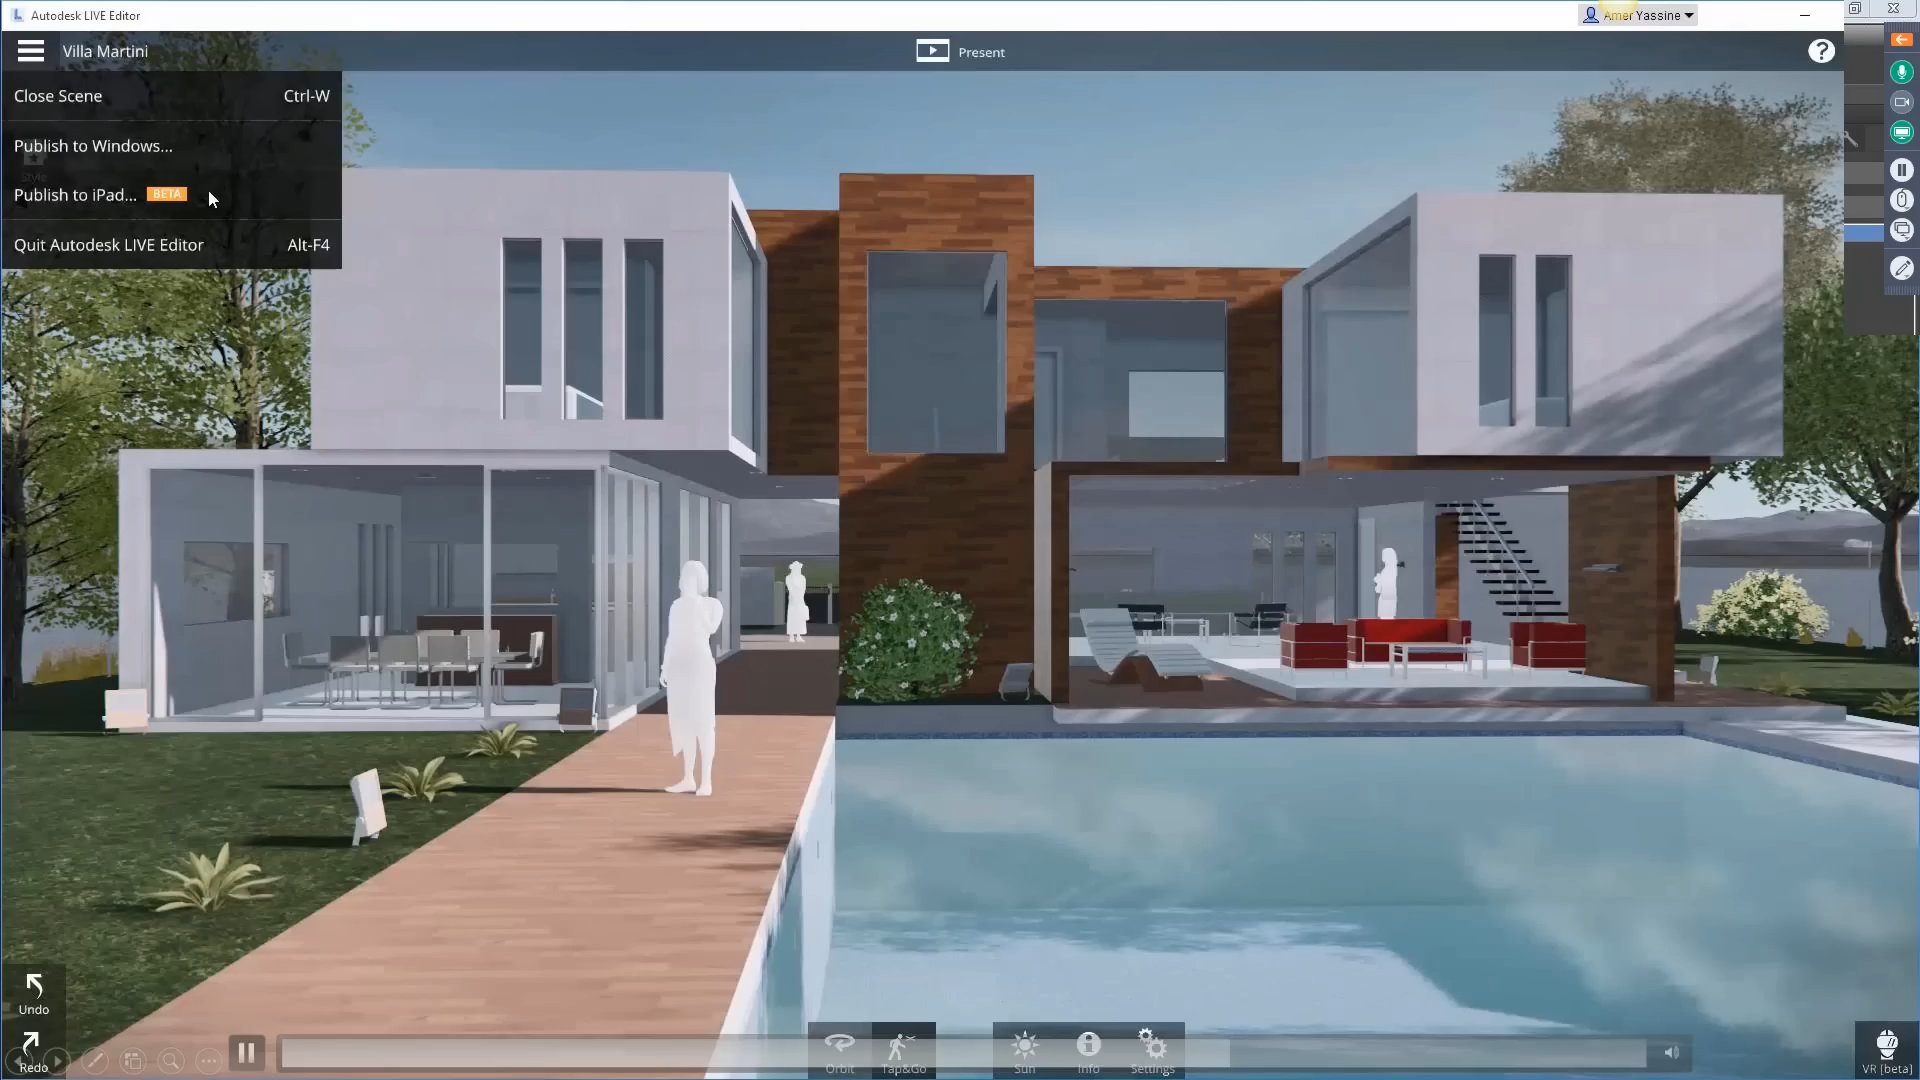 Autodesk LIVE Editor
Amer Yassine
Villa Martini
Present
Close Scene Ctrl-W
Publish to Windows...
Style
Publish to iPad... BETA
Quit Autodesk LIVE Editor Alt-F4
Undo
Redo
Orbit
Tap&Go
Sun
Info
Settings
VR [beta]